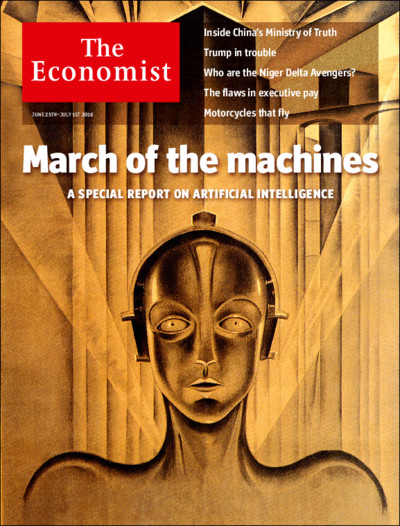 The
Economist
JUNE 25TH–JULY 1ST 2016
Inside China's Ministry of Truth
Trump in trouble
Who are the Niger Delta Avengers?
The flaws in executive pay
Motorcycles that fly
March of the machines
A SPECIAL REPORT ON ARTIFICIAL INTELLIGENCE